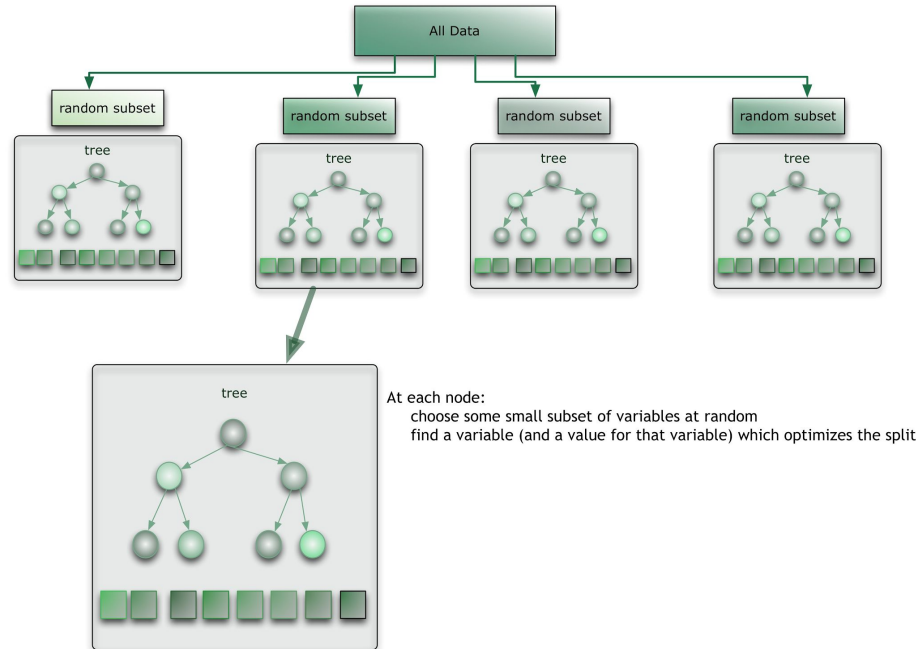 All Data
random subset
random subset
random subset
random subset
tree
tree
tree
tree
tree
At each node:
choose some small subset of variables at random
find a variable (and a value for that variable) which optimizes the split